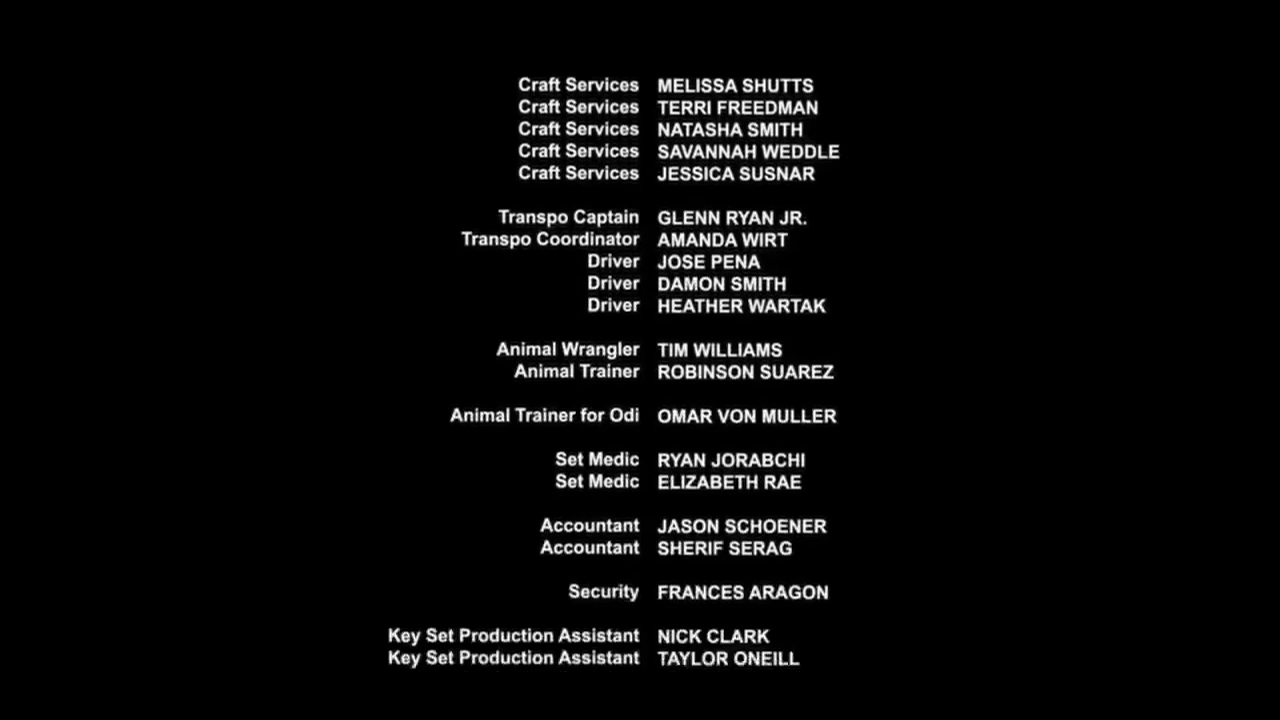 Craft Services MELISSA SHUTTS
Craft Services TERRI FREEDMAN
Craft Services NATASHA SMITH
Craft Services SAVANNAH WEDDLE
Craft Services JESSICA SUSNAR
Transpo Captain GLENN RYAN JR.
Transpo Coordinator AMANDA WIRT
Driver JOSE PENA
Driver DAMON SMITH
Driver HEATHER WARTAK
Animal Wrangler TIM WILLIAMS
Animal Trainer ROBINSON SUAREZ
Animal Trainer for Odi OMAR VON MULLER
Set Medic RYAN JORABCHI
Set Medic ELIZABETH RAE
Accountant JASON SCHOENER
Accountant SHERIF SERAG
Security FRANCES ARAGON
Key Set Production Assistant NICK CLARK
Key Set Production Assistant TAYLOR ONEILL